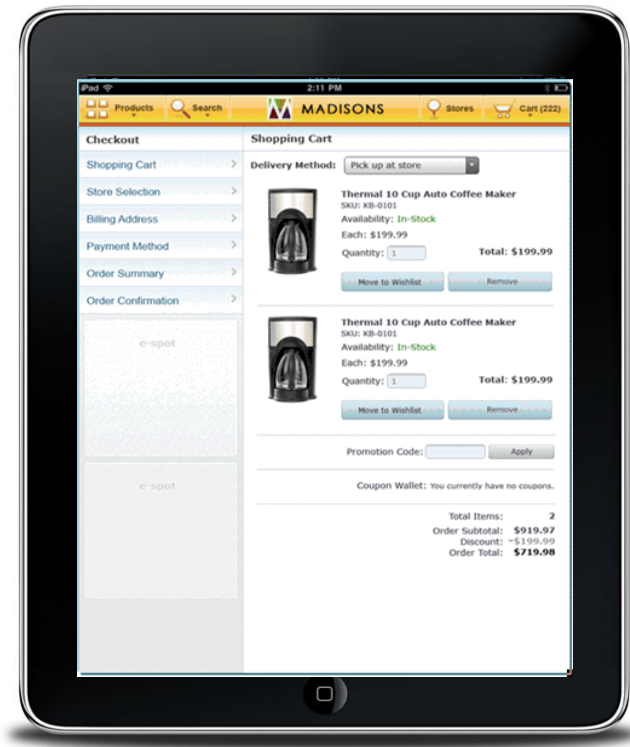 iPad 2:11 PM
Products Search MADISONS Stores Cart (222)
Checkout
Shopping Cart
Store Selection
Billing Address
Payment Method
Order Summary
Order Confirmation
e-spot
e-spot
Shopping Cart
Delivery Method: Pick up at store
Thermal 10 Cup Auto Coffee Maker
SKU: KB-0101
Availability: In-Stock
Each: $199.99
Quantity: 1 Total: $199.99
Move to Wishlist Remove
Thermal 10 Cup Auto Coffee Maker
SKU: KB-0101
Availability: In-Stock
Each: $199.99
Quantity: 1 Total: $199.99
Move to Wishlist Remove
Promotion Code: Apply
Coupon Wallet: You currently have no coupons.
Total Items: 2
Order Subtotal: $919.97
Discount: -$199.99
Order Total: $719.98